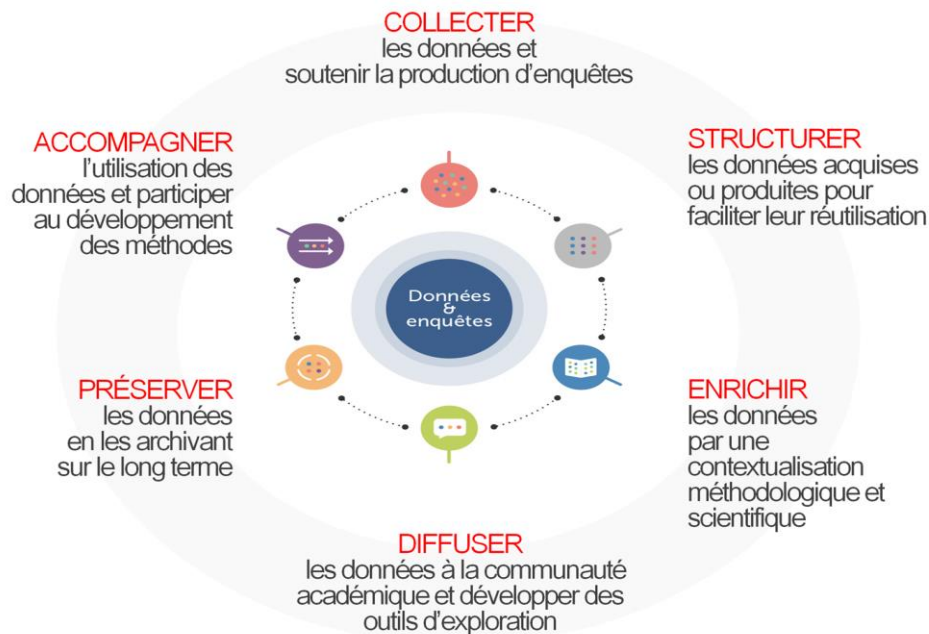 COLLECTER
les données et
soutenir la production d’enquêtes
ACCOMPAGNER
l’utilisation des
données et participer
au développement
des méthodes
STRUCTURER
les données acquises
ou produites pour
faciliter leur réutilisation
Données
&
enquêtes
PRÉSERVER
les données
en les archivant
sur le long terme
ENRICHIR
les données
par une
contextualisation
méthodologique et
scientifique
DIFFUSER
les données à la communauté
académique et développer des
outils d’exploration